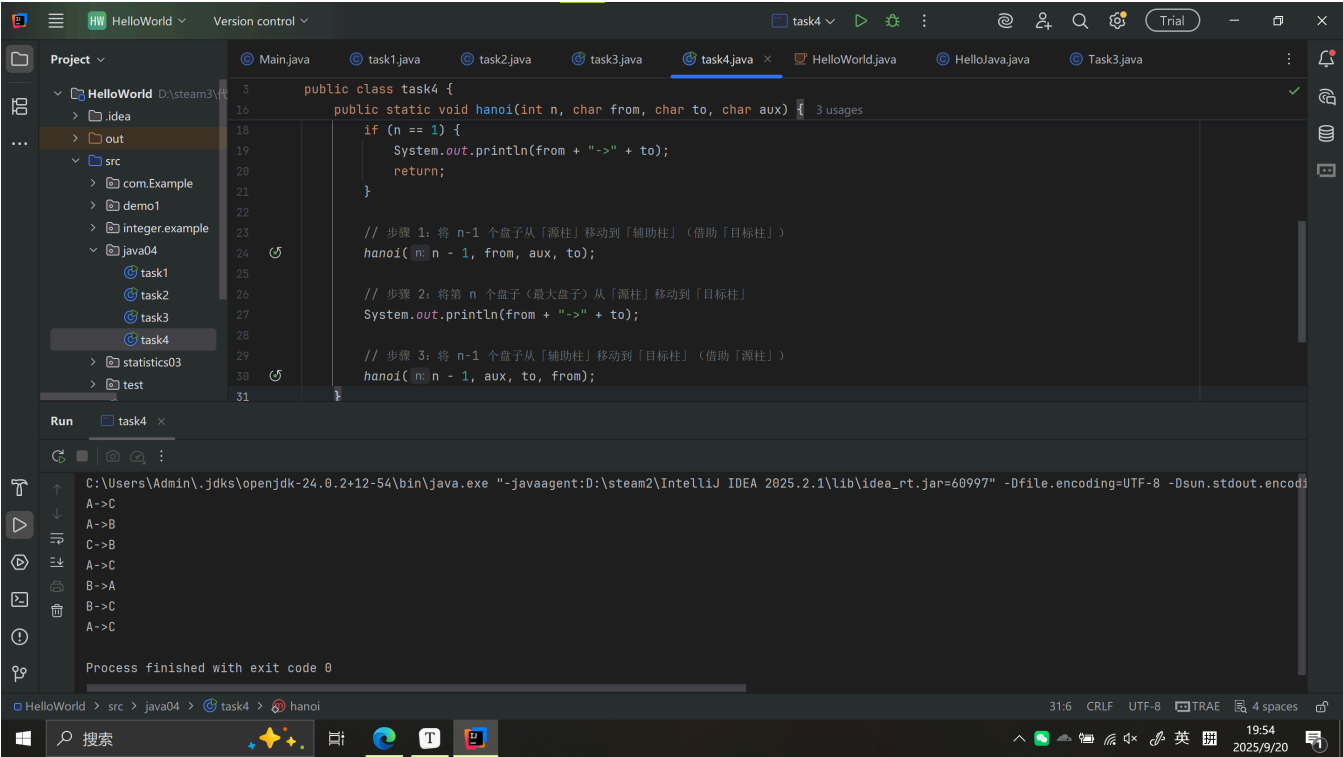 HW HelloWorld Version control task4 Trial
Project Main.java task1.java task2.java task3.java task4.java HelloWorld.java HelloJava.java Task3.java
HelloWorld D:\steam3\代
.idea
out
src
com.Example
demo1
integer.example
java04
task1
task2
task3
task4
statistics03
test
3 public class task4 {
16 public static void hanoi(int n, char from, char to, char aux) { 3 usages
18 if (n == 1) {
19 System.out.println(from + "->" + to);
20 return;
21 }
22
23 // 步骤 1：将 n-1 个盘子从「源柱」移动到「辅助柱」（借助「目标柱」）
24 hanoi( n: n - 1, from, aux, to);
25
26 // 步骤 2：将第 n 个盘子（最大盘子）从「源柱」移动到「目标柱」
27 System.out.println(from + "->" + to);
28
29 // 步骤 3：将 n-1 个盘子从「辅助柱」移动到「目标柱」（借助「源柱」）
30 hanoi( n: n - 1, aux, to, from);
31 }
Run task4
C:\Users\Admin\.jdks\openjdk-24.0.2+12-54\bin\java.exe "-javaagent:D:\steam2\IntelliJ IDEA 2025.2.1\lib\idea_rt.jar=60997" -Dfile.encoding=UTF-8 -Dsun.stdout.encodi
A->C
A->B
C->B
A->C
B->A
B->C
A->C
Process finished with exit code 0
HelloWorld > src > java04 > task4 > hanoi 31:6 CRLF UTF-8 TRAE 4 spaces
搜索 英 拼 19:54
2025/9/20